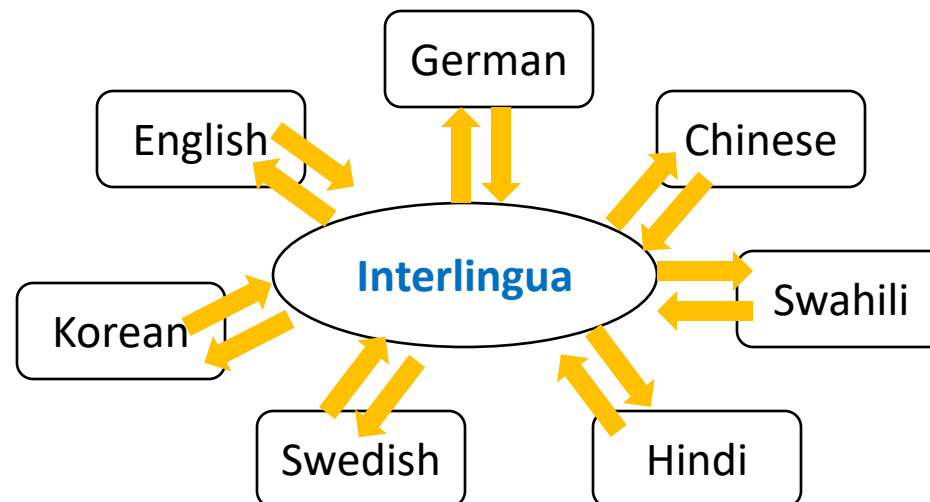 German
English
Chinese
Interlingua
Swahili
Korean
Swedish
Hindi